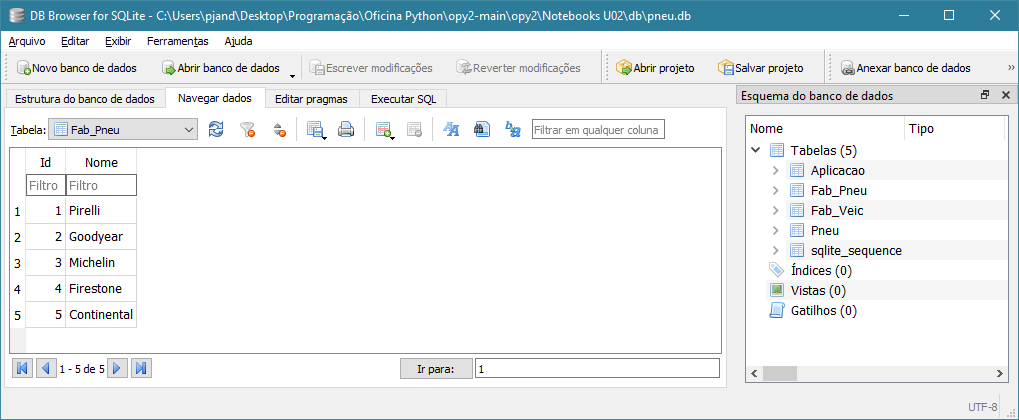 DB Browser for SQLite - C:\Users\pjand\Desktop\Programação\Oficina Python\opy2-main\opy2\Notebooks U02\db\pneu.db
Arquivo Editar Exibir Ferramentas Ajuda
Novo banco de dados Abrir banco de dados Escrever modificações Reverter modificações Abrir projeto Salvar projeto Anexar banco de dados »
Estrutura do banco de dados Navegar dados Editar pragmas Executar SQL
Tabela: Fab_Pneu Filtrar em qualquer coluna
Id Nome
Filtro Filtro
1 1 Pirelli
2 2 Goodyear
3 3 Michelin
4 4 Firestone
5 5 Continental
1 - 5 de 5 Ir para: 1
Esquema do banco de dados
Nome Tipo
Tabelas (5)
Aplicacao
Fab_Pneu
Fab_Veic
Pneu
sqlite_sequence
Índices (0)
Vistas (0)
Gatilhos (0)
UTF-8